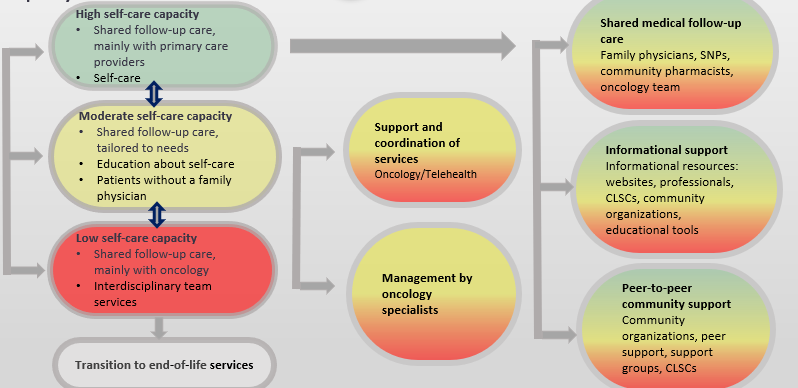 High self-care capacity
• Shared follow-up care,
mainly with primary care
providers
• Self-care
Moderate self-care capacity
• Shared follow-up care,
tailored to needs
• Education about self-care
• Patients without a family
physician
Low self-care capacity
• Shared follow-up care,
mainly with oncology
• Interdisciplinary team
services
Transition to end-of-life services
Support and
coordination of
services
Oncology/Telehealth
Management by
oncology
specialists
Shared medical follow-up
care
Family physicians, SNPs,
community pharmacists,
oncology team
Informational support
Informational resources:
websites, professionals,
CLSCs, community
organizations,
educational tools
Peer-to-peer
community support
Community
organizations, peer
support, support
groups, CLSCs